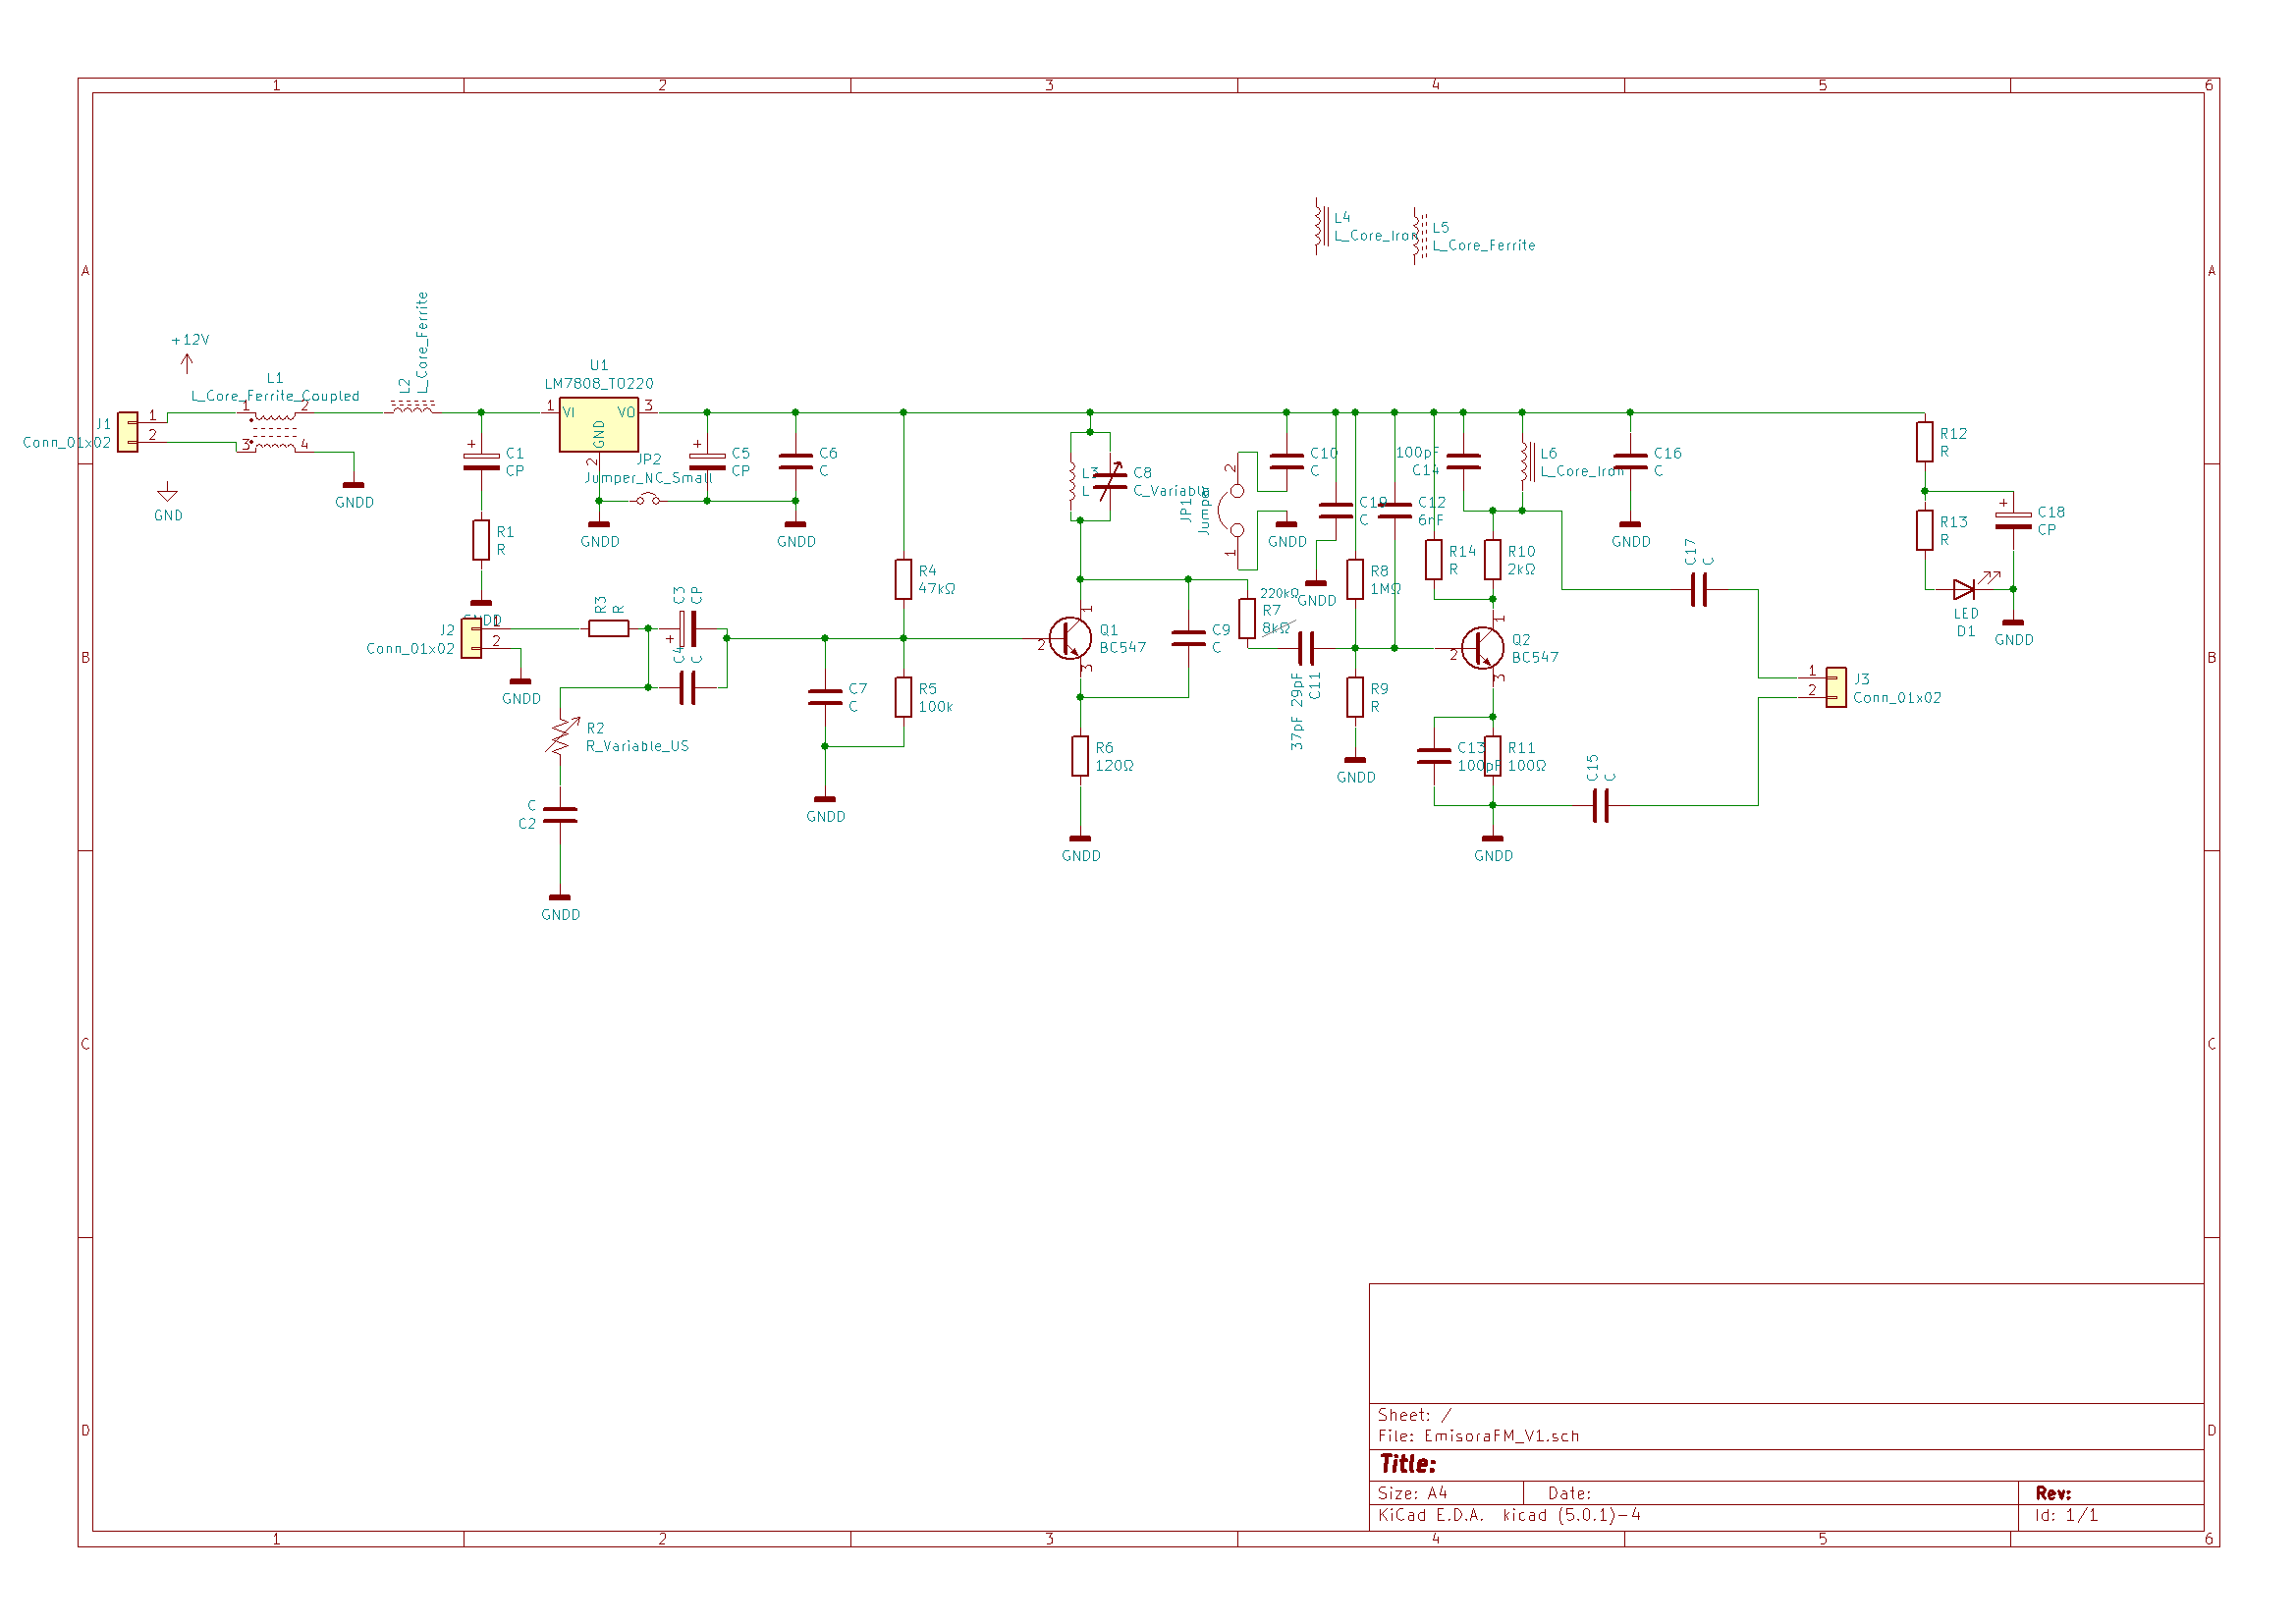 1 2 3 4 5 6
A
A
L4
L_Core_Iron
L5
L_Core_Ferrite
+12V
L_Core_Ferrite
L2
L1
L_Core_Ferrite_Coupled
1 2
3 4
U1
LM7808_TO220
1 VI VO 3
GND
2
J1
Conn_01x02
1
2
GND
GNDD
+
C1
CP
R1
R
GNDD
JP2
Jumper_NC_Small
GNDD
+
C5
CP
C6
C
GNDD
J2
Conn_01x02
1
2
GNDD
R3
R
C3
CP
+
C4
C
R2
R_Variable_US
C
C2
GNDD
R4
47kΩ
C7
C
R5
100k
GNDD
L3
L
C8
C_Variable
Q1
BC547
1
2
3
C9
C
R6
120Ω
GNDD
JP1
Jumper
2
1
C10
C
GNDD
C19
C
GNDD
220kΩ
R7
8kΩ
37pF 29pF
C11
R8
1MΩ
R9
R
GNDD
C12
6nF
100pF
C14
R14
R
R10
2kΩ
L6
L_Core_Iron
C16
C
GNDD
Q2
BC547
1
2
3
C13
100pF
R11
100Ω
GNDD
C15
C
C17
C
J3
Conn_01x02
1
2
R12
R
R13
R
+
C18
CP
LED
D1
GNDD
B
B
C
C
D
D
Sheet: /
File: EmisoraFM_V1.sch
Title:
Size: A4 Date: Rev:
KiCad E.D.A. kicad (5.0.1)-4 Id: 1/1
1 2 3 4 5 6